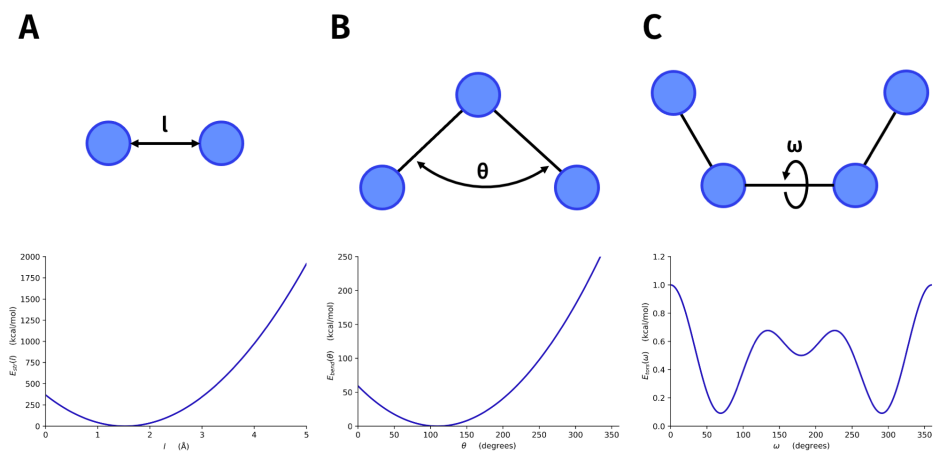 A
B
C
l
θ
ω
2000
1750
1500
1250
1000
750
500
250
0
E_str(l) (kcal/mol)
0 1 2 3 4 5
l (Å)
250
200
150
100
50
0
E_bend(θ) (kcal/mol)
0 50 100 150 200 250 300 350
θ (degrees)
1.2
1.0
0.8
0.6
0.4
0.2
0.0
E_tors(ω) (kcal/mol)
0 50 100 150 200 250 300 350
ω (degrees)